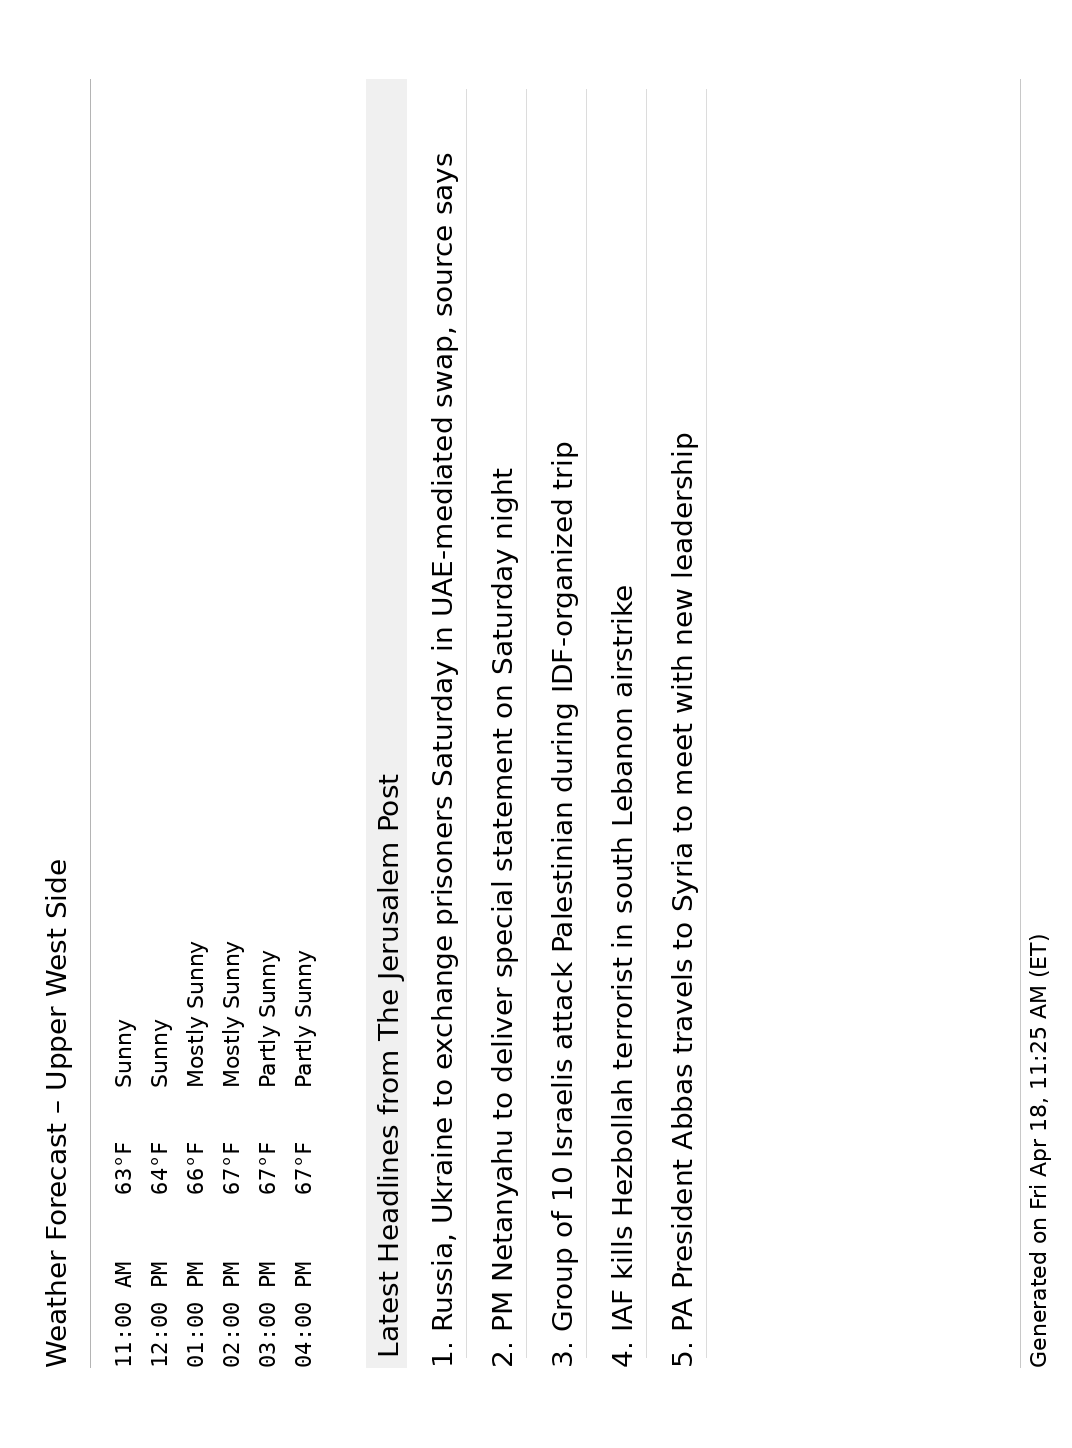 Weather Forecast – Upper West Side
11:00 AM 63°F Sunny
12:00 PM 64°F Sunny
01:00 PM 66°F Mostly Sunny
02:00 PM 67°F Mostly Sunny
03:00 PM 67°F Partly Sunny
04:00 PM 67°F Partly Sunny
Latest Headlines from The Jerusalem Post
1. Russia, Ukraine to exchange prisoners Saturday in UAE-mediated swap, source says
2. PM Netanyahu to deliver special statement on Saturday night
3. Group of 10 Israelis attack Palestinian during IDF-organized trip
4. IAF kills Hezbollah terrorist in south Lebanon airstrike
5. PA President Abbas travels to Syria to meet with new leadership
Generated on Fri Apr 18, 11:25 AM (ET)